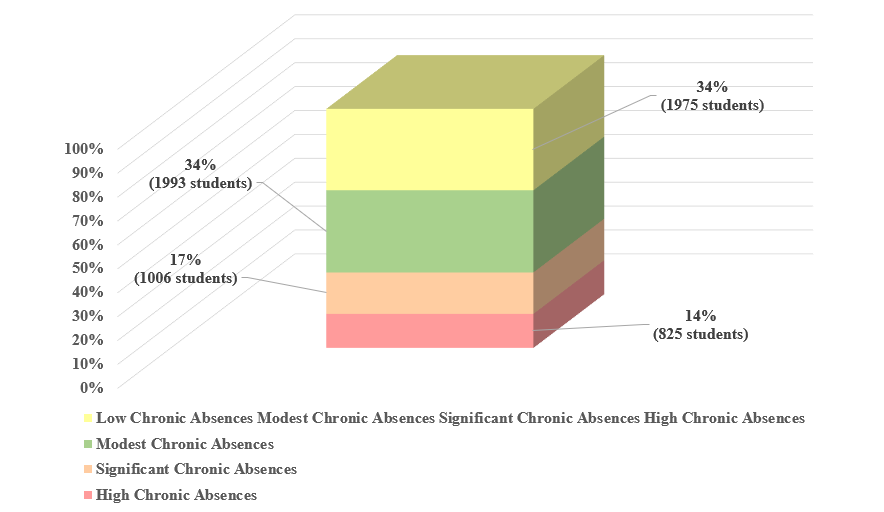 34%
(1975 students)
34%
(1993 students)
17%
(1006 students)
14%
(825 students)
100%
90%
80%
70%
60%
50%
40%
30%
20%
10%
0%
Low Chronic Absences Modest Chronic Absences Significant Chronic Absences High Chronic Absences
Modest Chronic Absences
Significant Chronic Absences
High Chronic Absences